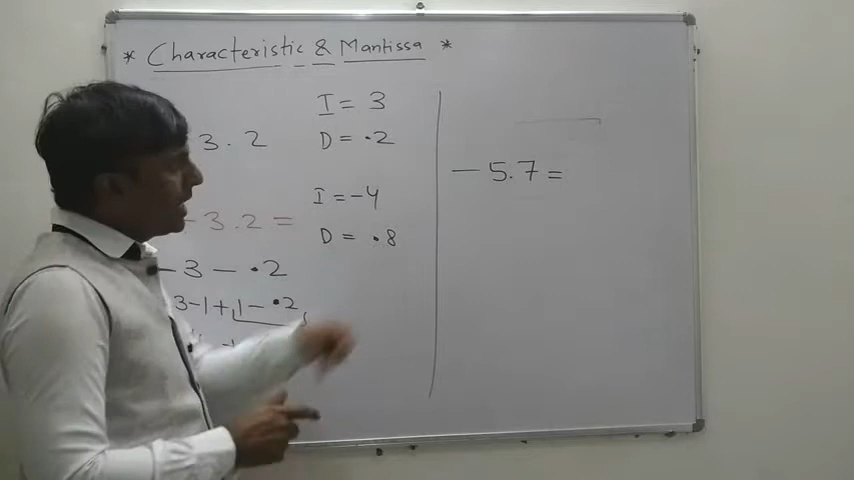 * Characteristic & Mantissa *
3.2
I = 3
D = .2
-3.2 =
I = -4
D = .8
-3 - .2
3-1+1-.2
-5.7 =